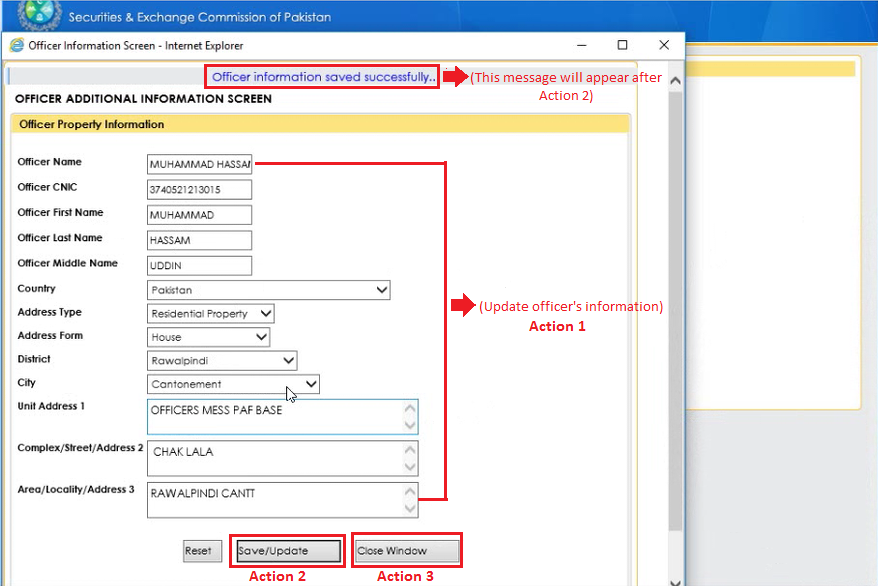 Securities & Exchange Commission of Pakistan
Officer Information Screen - Internet Explorer
Officer information saved successfully..
(This message will appear after
Action 2)
OFFICER ADDITIONAL INFORMATION SCREEN
Officer Property Information
Officer Name MUHAMMAD HASSAM
Officer CNIC 3740521213015
Officer First Name MUHAMMAD
Officer Last Name HASSAM
Officer Middle Name UDDIN
Country Pakistan
Address Type Residential Property
Address Form House
District Rawalpindi
City Cantonement
Unit Address 1 OFFICERS MESS PAF BASE
Complex/Street/Address 2 CHAK LALA
Area/Locality/Address 3 RAWALPINDI CANTT
(Update officer's information)
Action 1
Reset Save/Update Close Window
Action 2 Action 3